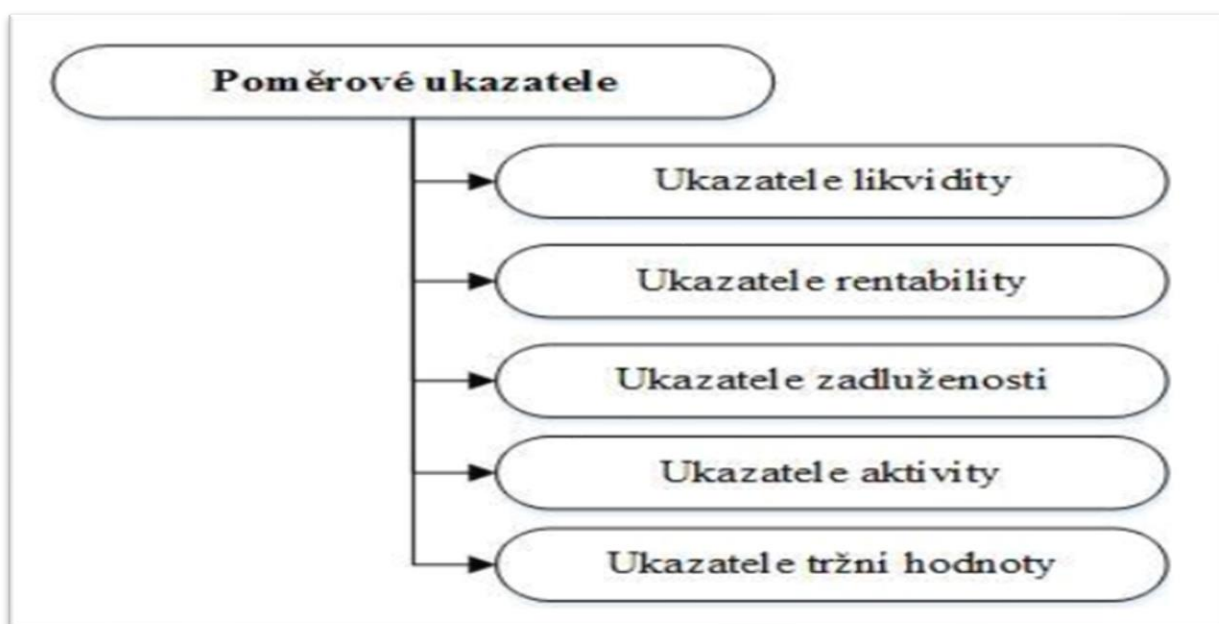 Poměrové ukazatele
Ukazatele likvidity
Ukazatele rentability
Ukazatele zadluženosti
Ukazatele aktivity
Ukazatele tržní hodnoty